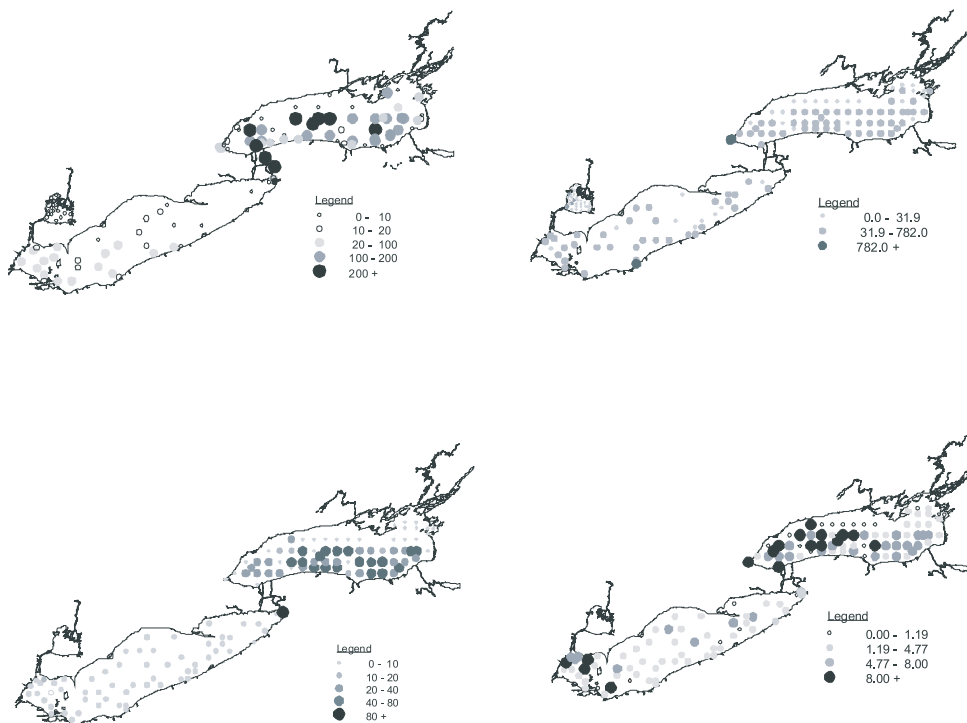 Legend
0 - 10
10 - 20
20 - 100
100 - 200
200 +
Legend
0.0 - 31.9
31.9 - 782.0
782.0 +
Legend
0 - 10
10 - 20
20 - 40
40 - 80
80 +
Legend
0.00 - 1.19
1.19 - 4.77
4.77 - 8.00
8.00 +